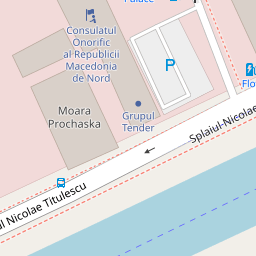 Palace
Consulatul
Onorific
al Republicii
Macedonia
de Nord
P
Flo
Moara
Prochaska
Grupul
Tender
Splaiul Nicolae
ul Nicolae Titulescu